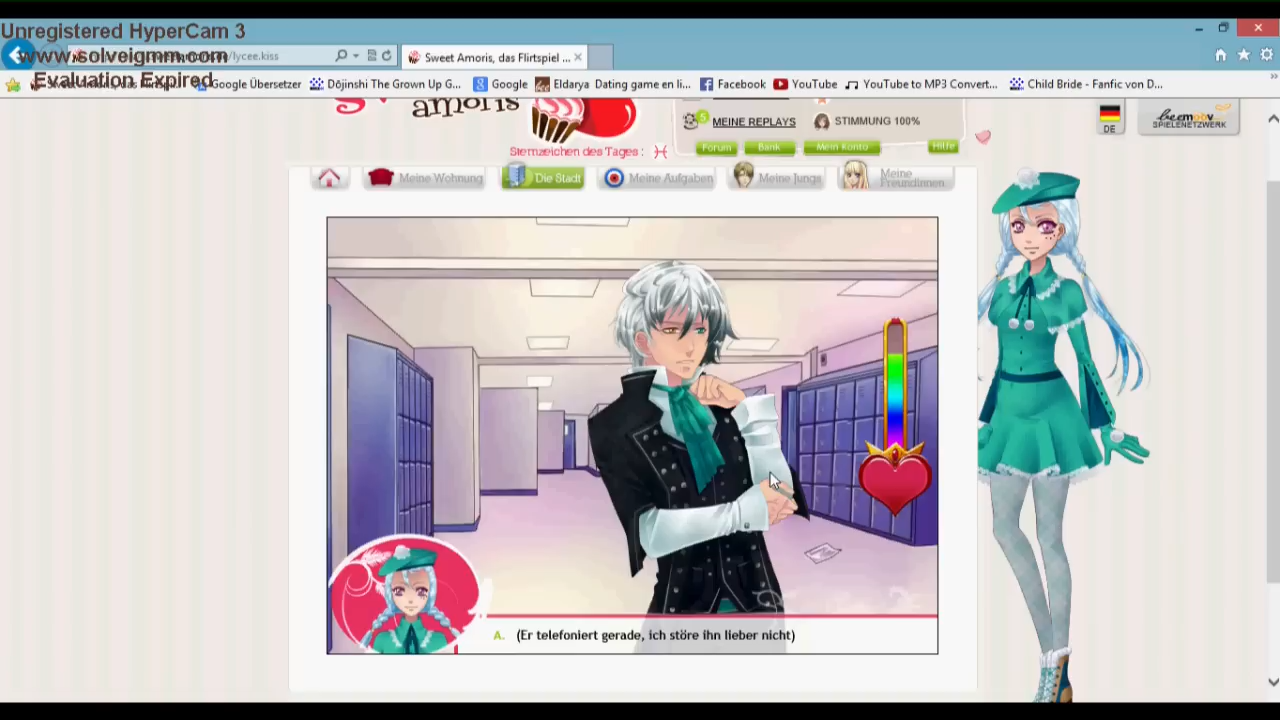 Unregistered HyperCam 3
www.solveigmm.com
/lycee.kiss
Sweet Amoris, das Flirtspiel ...
Evaluation Expired
Google Übersetzer
Dōjinshi The Grown Up G...
Google
Eldarya
Dating game en li...
Facebook
YouTube
YouTube to MP3 Convert...
Child Bride - Fanfic von D...
amoris
5
MEINE REPLAYS
STIMMUNG 100%
DE
beemoov
SPIELENETZWERK
Sternzeichen des Tages :
Forum
Bank
Mein Konto
Hilfe
Meine Wohnung
Die Stadt
Meine Aufgaben
Meine Jungs
Meine
Freundinnen
A. (Er telefoniert gerade, ich störe ihn lieber nicht)